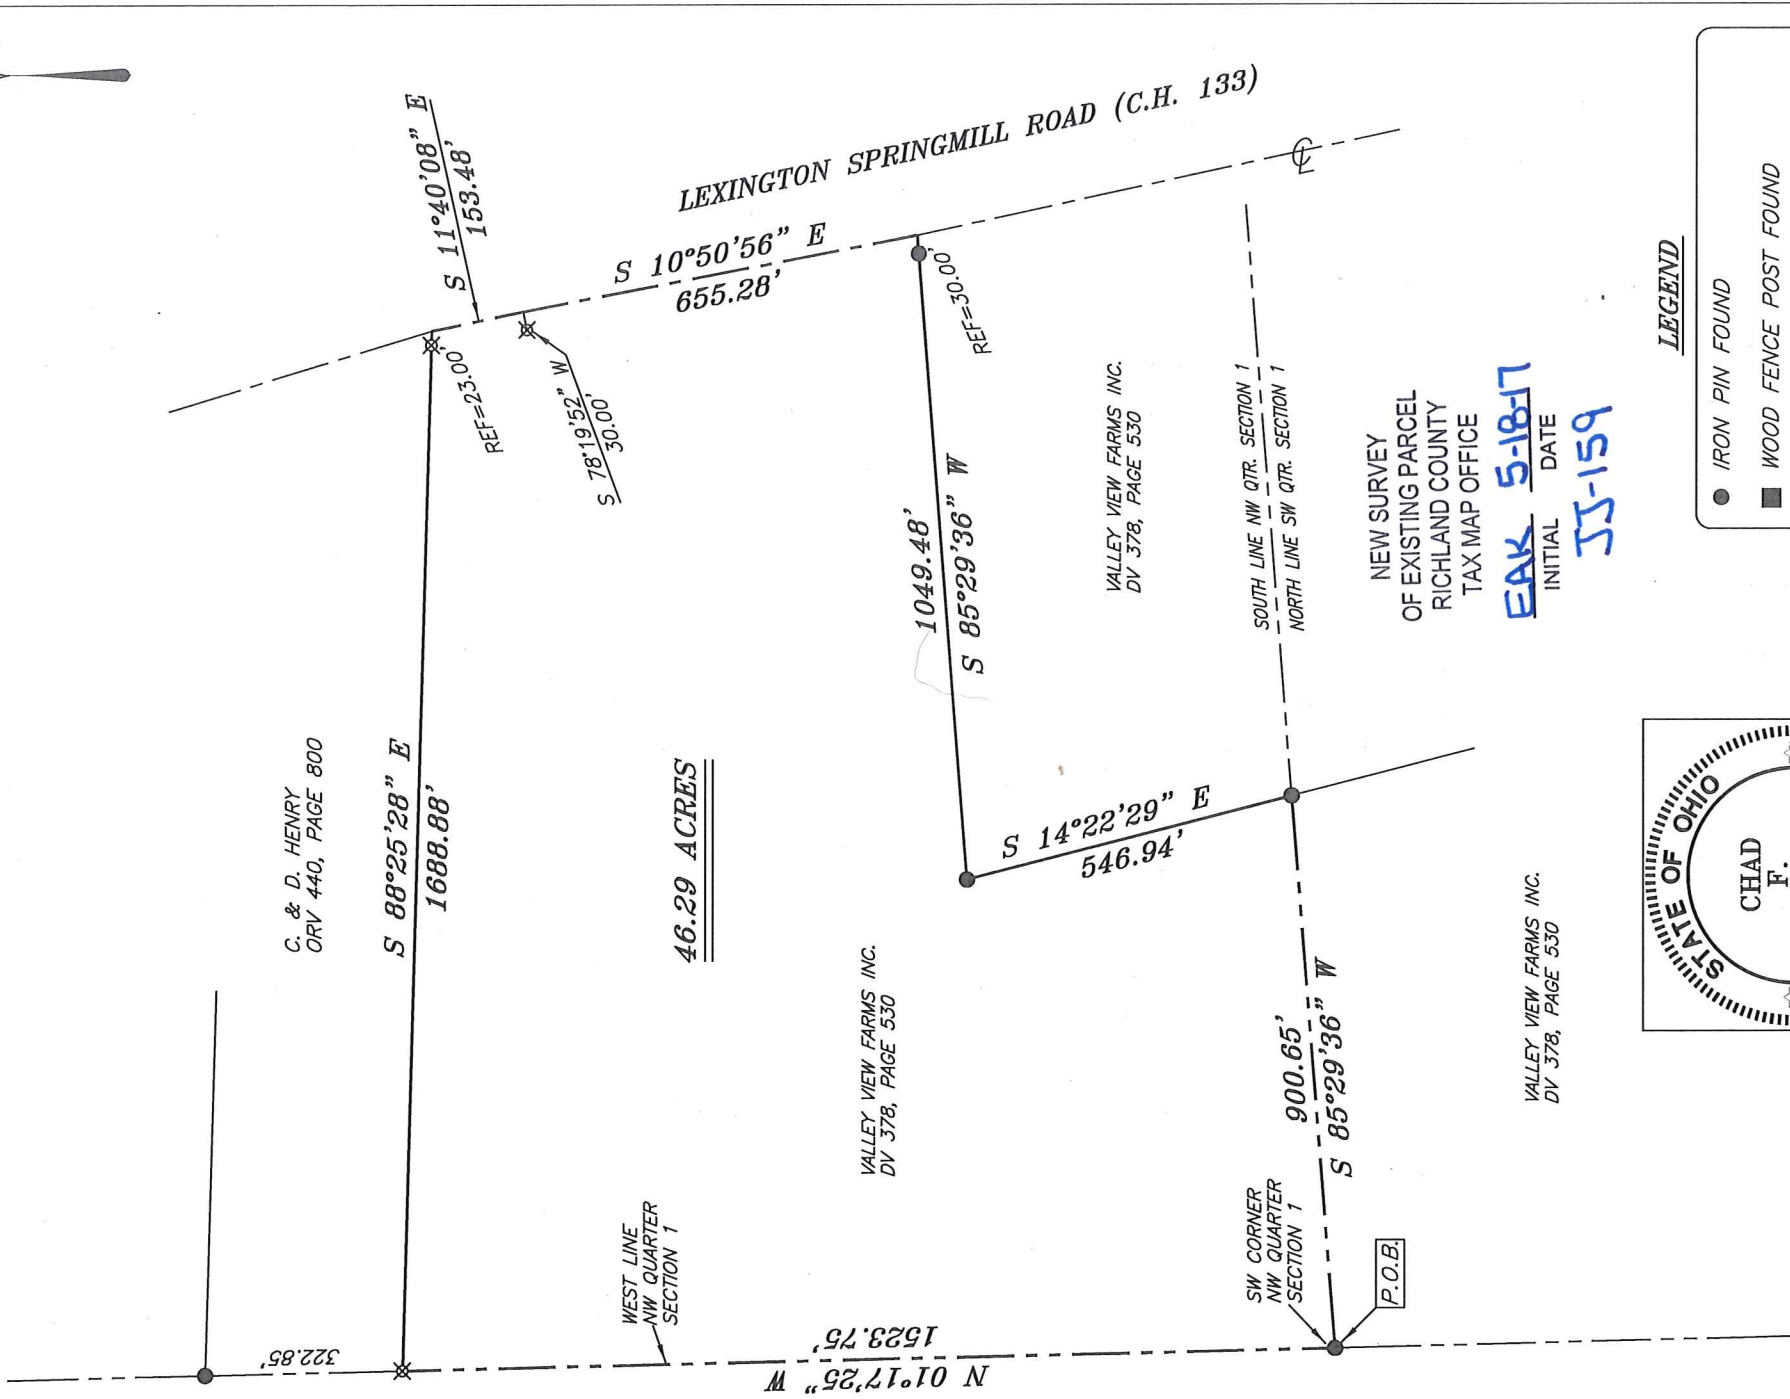 S 11°40'08" E
153.48'
LEXINGTON SPRINGMILL ROAD (C.H. 133)
S 10°50'56" E
655.28'
REF=23.00'
S 78°19'52" W
30.00'
REF=30.00'
C. & D. HENRY
ORV 440, PAGE 800
S 88°25'28" E
1688.88'
46.29 ACRES
1049.48'
S 85°29'36" W
VALLEY VIEW FARMS INC.
DV 378, PAGE 530
SOUTH LINE NW QTR. SECTION 1
NORTH LINE SW QTR. SECTION 1
S 14°22'29" E
546.94'
VALLEY VIEW FARMS INC.
DV 378, PAGE 530
900.65'
S 85°29'36" W
VALLEY VIEW FARMS INC.
DV 378, PAGE 530
WEST LINE
NW QUARTER
SECTION 1
SW CORNER
NW QUARTER
SECTION 1
P.O.B.
322.85'
1523.75'
N 01°17'25" W
NEW SURVEY
OF EXISTING PARCEL
RICHLAND COUNTY
TAX MAP OFFICE
EAK 5-18-17
INITIAL DATE
JJ-159
LEGEND
IRON PIN FOUND
WOOD FENCE POST FOUND
STATE OF OHIO
CHAD
F.